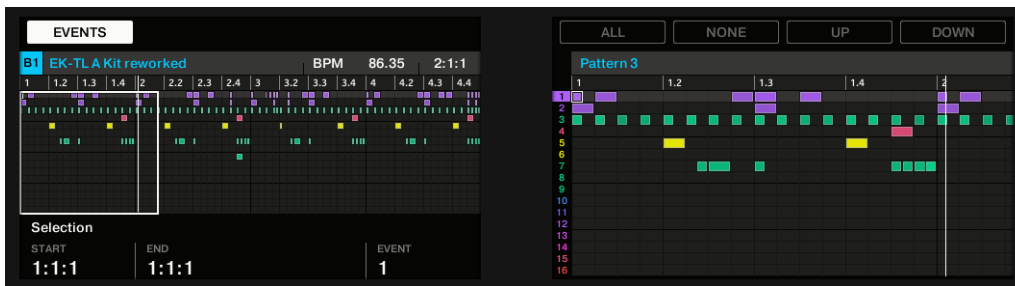 EVENTS
B1 EK-TL A Kit reworked BPM 86.35 2:1:1
1 1.2 1.3 1.4 2 2.2 2.3 2.4 3 3.2 3.3 3.4 4 4.2 4.3 4.4
Selection
START END EVENT
1:1:1 1:1:1 1
ALL NONE UP DOWN
Pattern 3
1 1.2 1.3 1.4 2
1
2
3
4
5
6
7
8
9
10
11
12
13
14
15
16